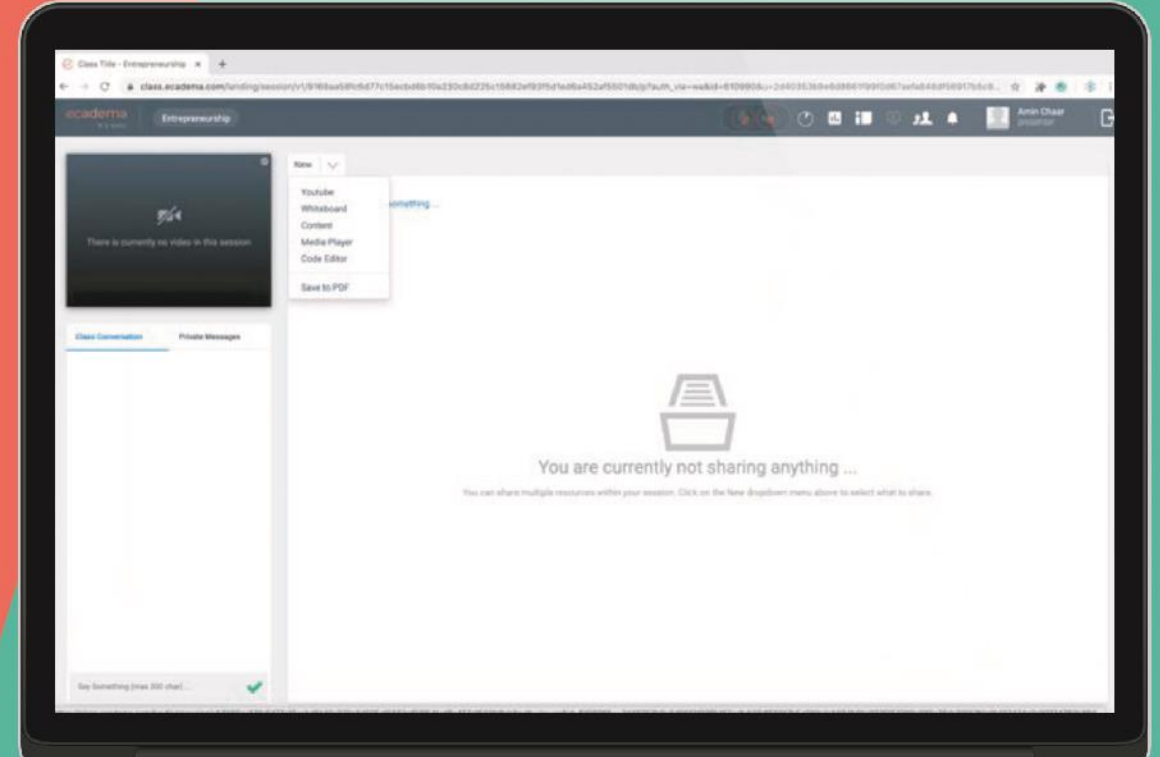 Class Title - Entrepreneurship
ecadema
Entrepreneurship
Amin Chaar
presenter
There is currently no video in this session
New
Youtube
Whiteboard
Content
Media Player
Code Editor
Save to PDF
something ...
Class Conversation
Private Messages
You are currently not sharing anything ...
You can share multiple resources within your session. Click on the New dropdown menu above to select what to share.
Say Something (max 300 char) ...